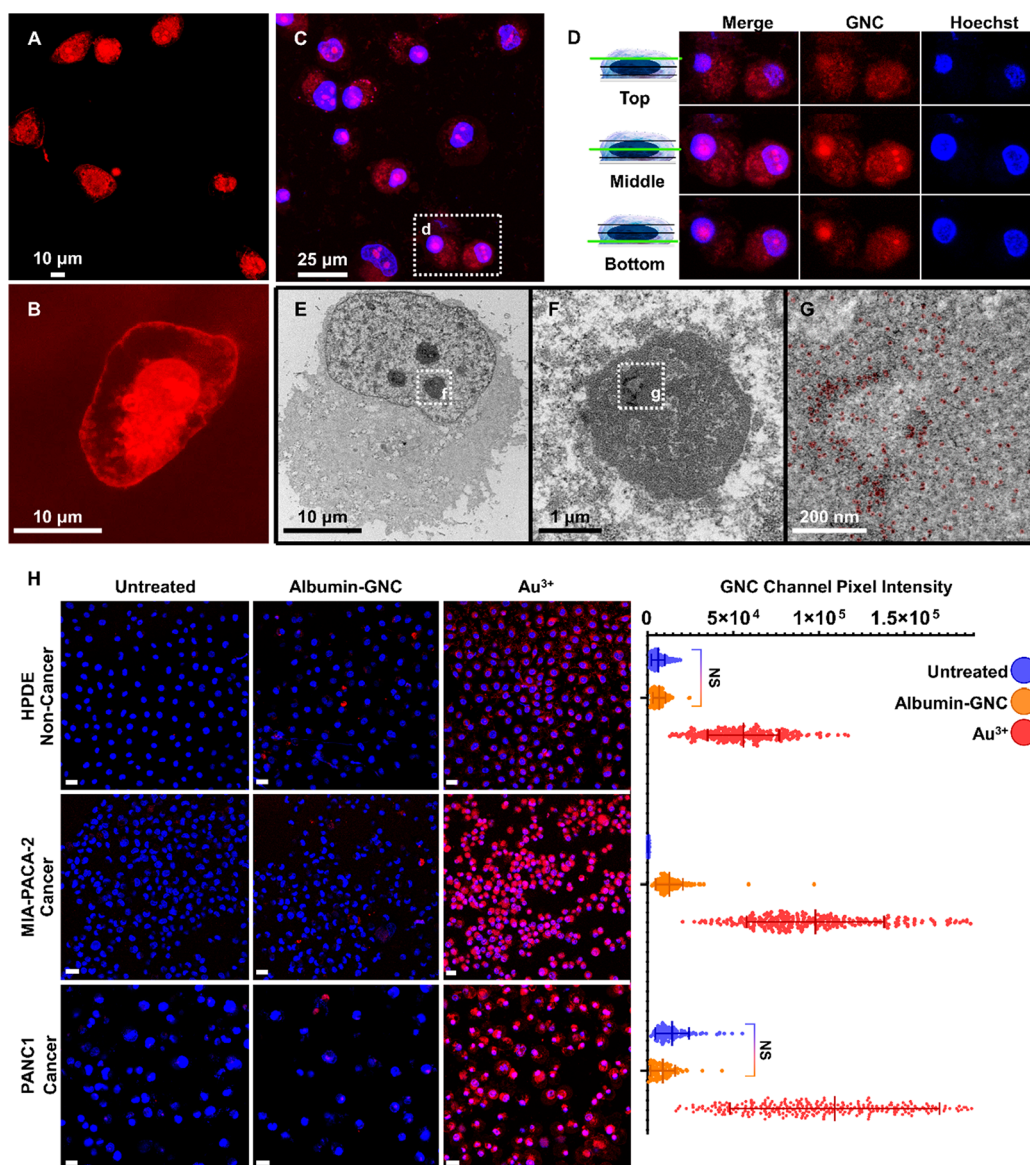 A
10 µm
B
10 µm
C
d
25 µm
D
Merge
GNC
Hoechst
Top
Middle
Bottom
E
f
10 µm
F
g
1 µm
G
200 nm
H
Untreated
Albumin-GNC
Au³⁺
HPDE
Non-Cancer
MIA-PACA-2
Cancer
PANC1
Cancer
GNC Channel Pixel Intensity
0
5×10⁴
1×10⁵
1.5×10⁵
NS
NS
Untreated
Albumin-GNC
Au³⁺